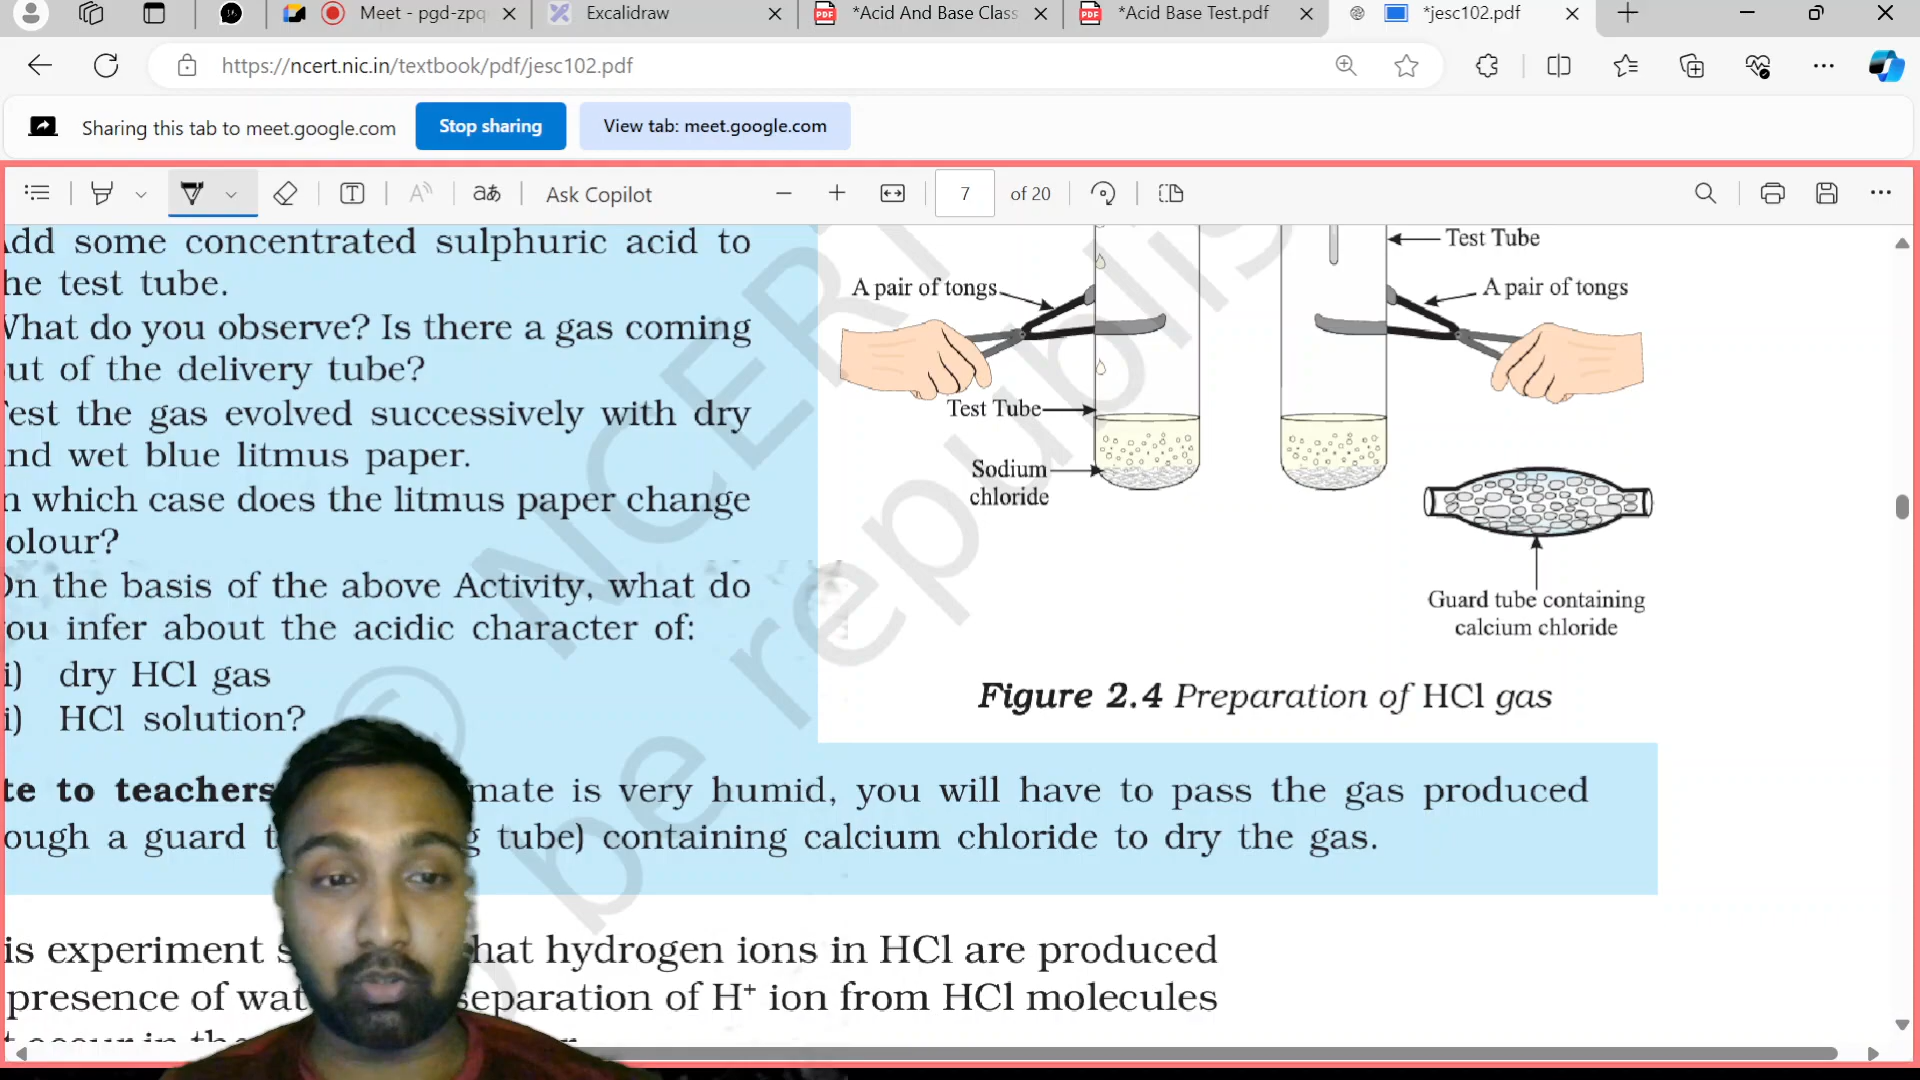 Meet - pgd-zpq
Excalidraw
*Acid And Base Class
*Acid Base Test.pdf
*jesc102.pdf
https://ncert.nic.in/textbook/pdf/jesc102.pdf
Sharing this tab to meet.google.com
Stop sharing
View tab: meet.google.com
Ask Copilot
7 of 20
Add some concentrated sulphuric acid to
he test tube.
What do you observe? Is there a gas coming
ut of the delivery tube?
Test the gas evolved successively with dry
nd wet blue litmus paper.
n which case does the litmus paper change
olour?
On the basis of the above Activity, what do
ou infer about the acidic character of:
i) dry HCl gas
i) HCl solution?
Test Tube
A pair of tongs
A pair of tongs
Test Tube
Sodium
chloride
Guard tube containing
calcium chloride
Figure 2.4 Preparation of HCl gas
te to teachers mate is very humid, you will have to pass the gas produced
ough a guard t g tube) containing calcium chloride to dry the gas.
is experiment s hat hydrogen ions in HCl are produced
presence of wat separation of H⁺ ion from HCl molecules
© NCERT
be republis